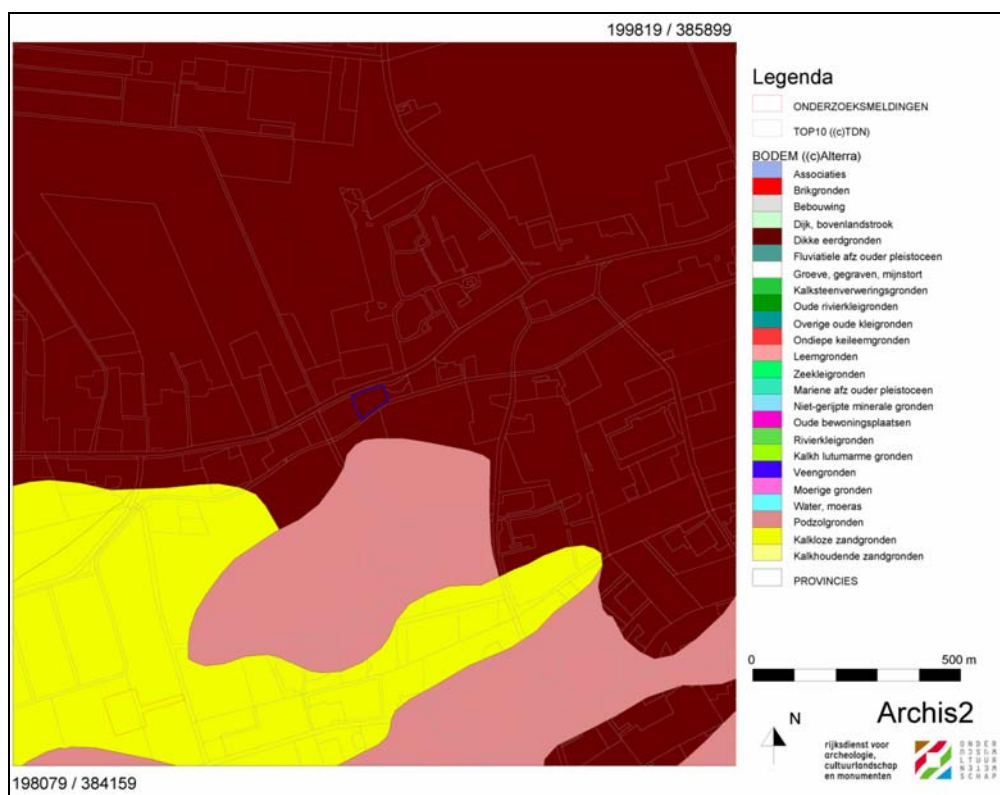 199819 / 385899
Legenda
ONDERZOEKSMELDINGEN
TOP10 ((c)TDN)
BODEM ((c)Alterra)
Associaties
Brikgronden
Bebouwing
Dijk, bovenlandstrook
Dikke eerdgronden
Fluviatiele afz ouder pleistoceen
Groeve, gegraven, mijnstort
Kalksteenverweringsgronden
Oude rivierkleigronden
Overige oude kleigronden
Ondiepe keileemgronden
Leemgronden
Zeekleigronden
Mariene afz ouder pleistoceen
Niet-gerijpte minerale gronden
Oude bewoningsplaatsen
Rivierkleigronden
Kalkh lutumarme gronden
Veengronden
Moerige gronden
Water, moeras
Podzolgronden
Kalkloze zandgronden
Kalkhoudende zandgronden
PROVINCIES
0 500 m
N
Archis2
rijksdienst voor
archeologie,
cultuurlandschap
en monumenten
198079 / 384159